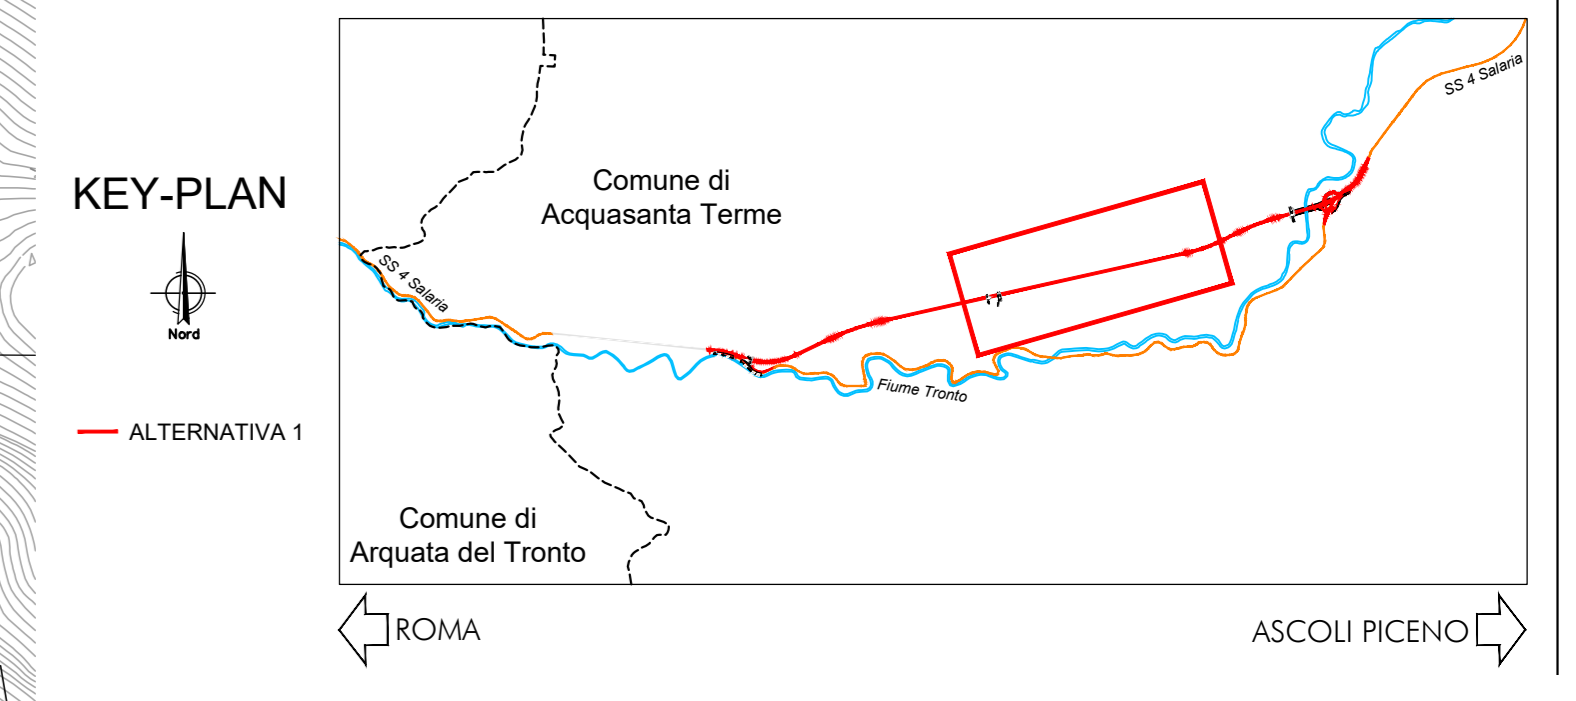 KEY-PLAN
Nord
ALTERNATIVA 1
Comune di
Acquasanta Terme
SS 4 Salaria
SS 4 Salaria
Fiume Tronto
Comune di
Arquata del Tronto
ROMA
ASCOLI PICENO